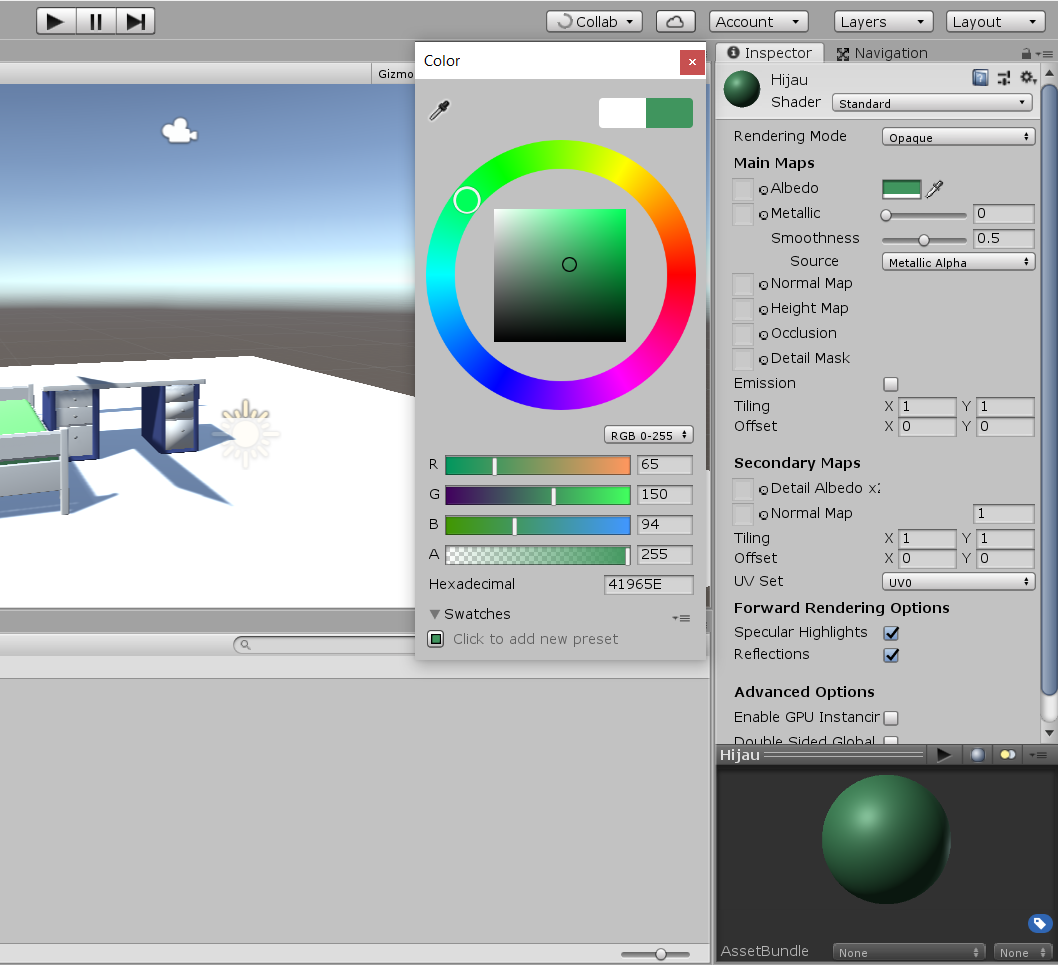 Collab Account Layers Layout
Gizmo
Color
RGB 0-255
R 65
G 150
B 94
A 255
Hexadecimal 41965E
Swatches
Click to add new preset
Inspector Navigation
Hijau
Shader Standard
Rendering Mode Opaque
Main Maps
Albedo
Metallic 0
Smoothness 0.5
Source Metallic Alpha
Normal Map
Height Map
Occlusion
Detail Mask
Emission
Tiling X 1 Y 1
Offset X 0 Y 0
Secondary Maps
Detail Albedo x2
Normal Map 1
Tiling X 1 Y 1
Offset X 0 Y 0
UV Set UV0
Forward Rendering Options
Specular Highlights
Reflections
Advanced Options
Enable GPU Instancin
Double Sided Global
Hijau
AssetBundle None None